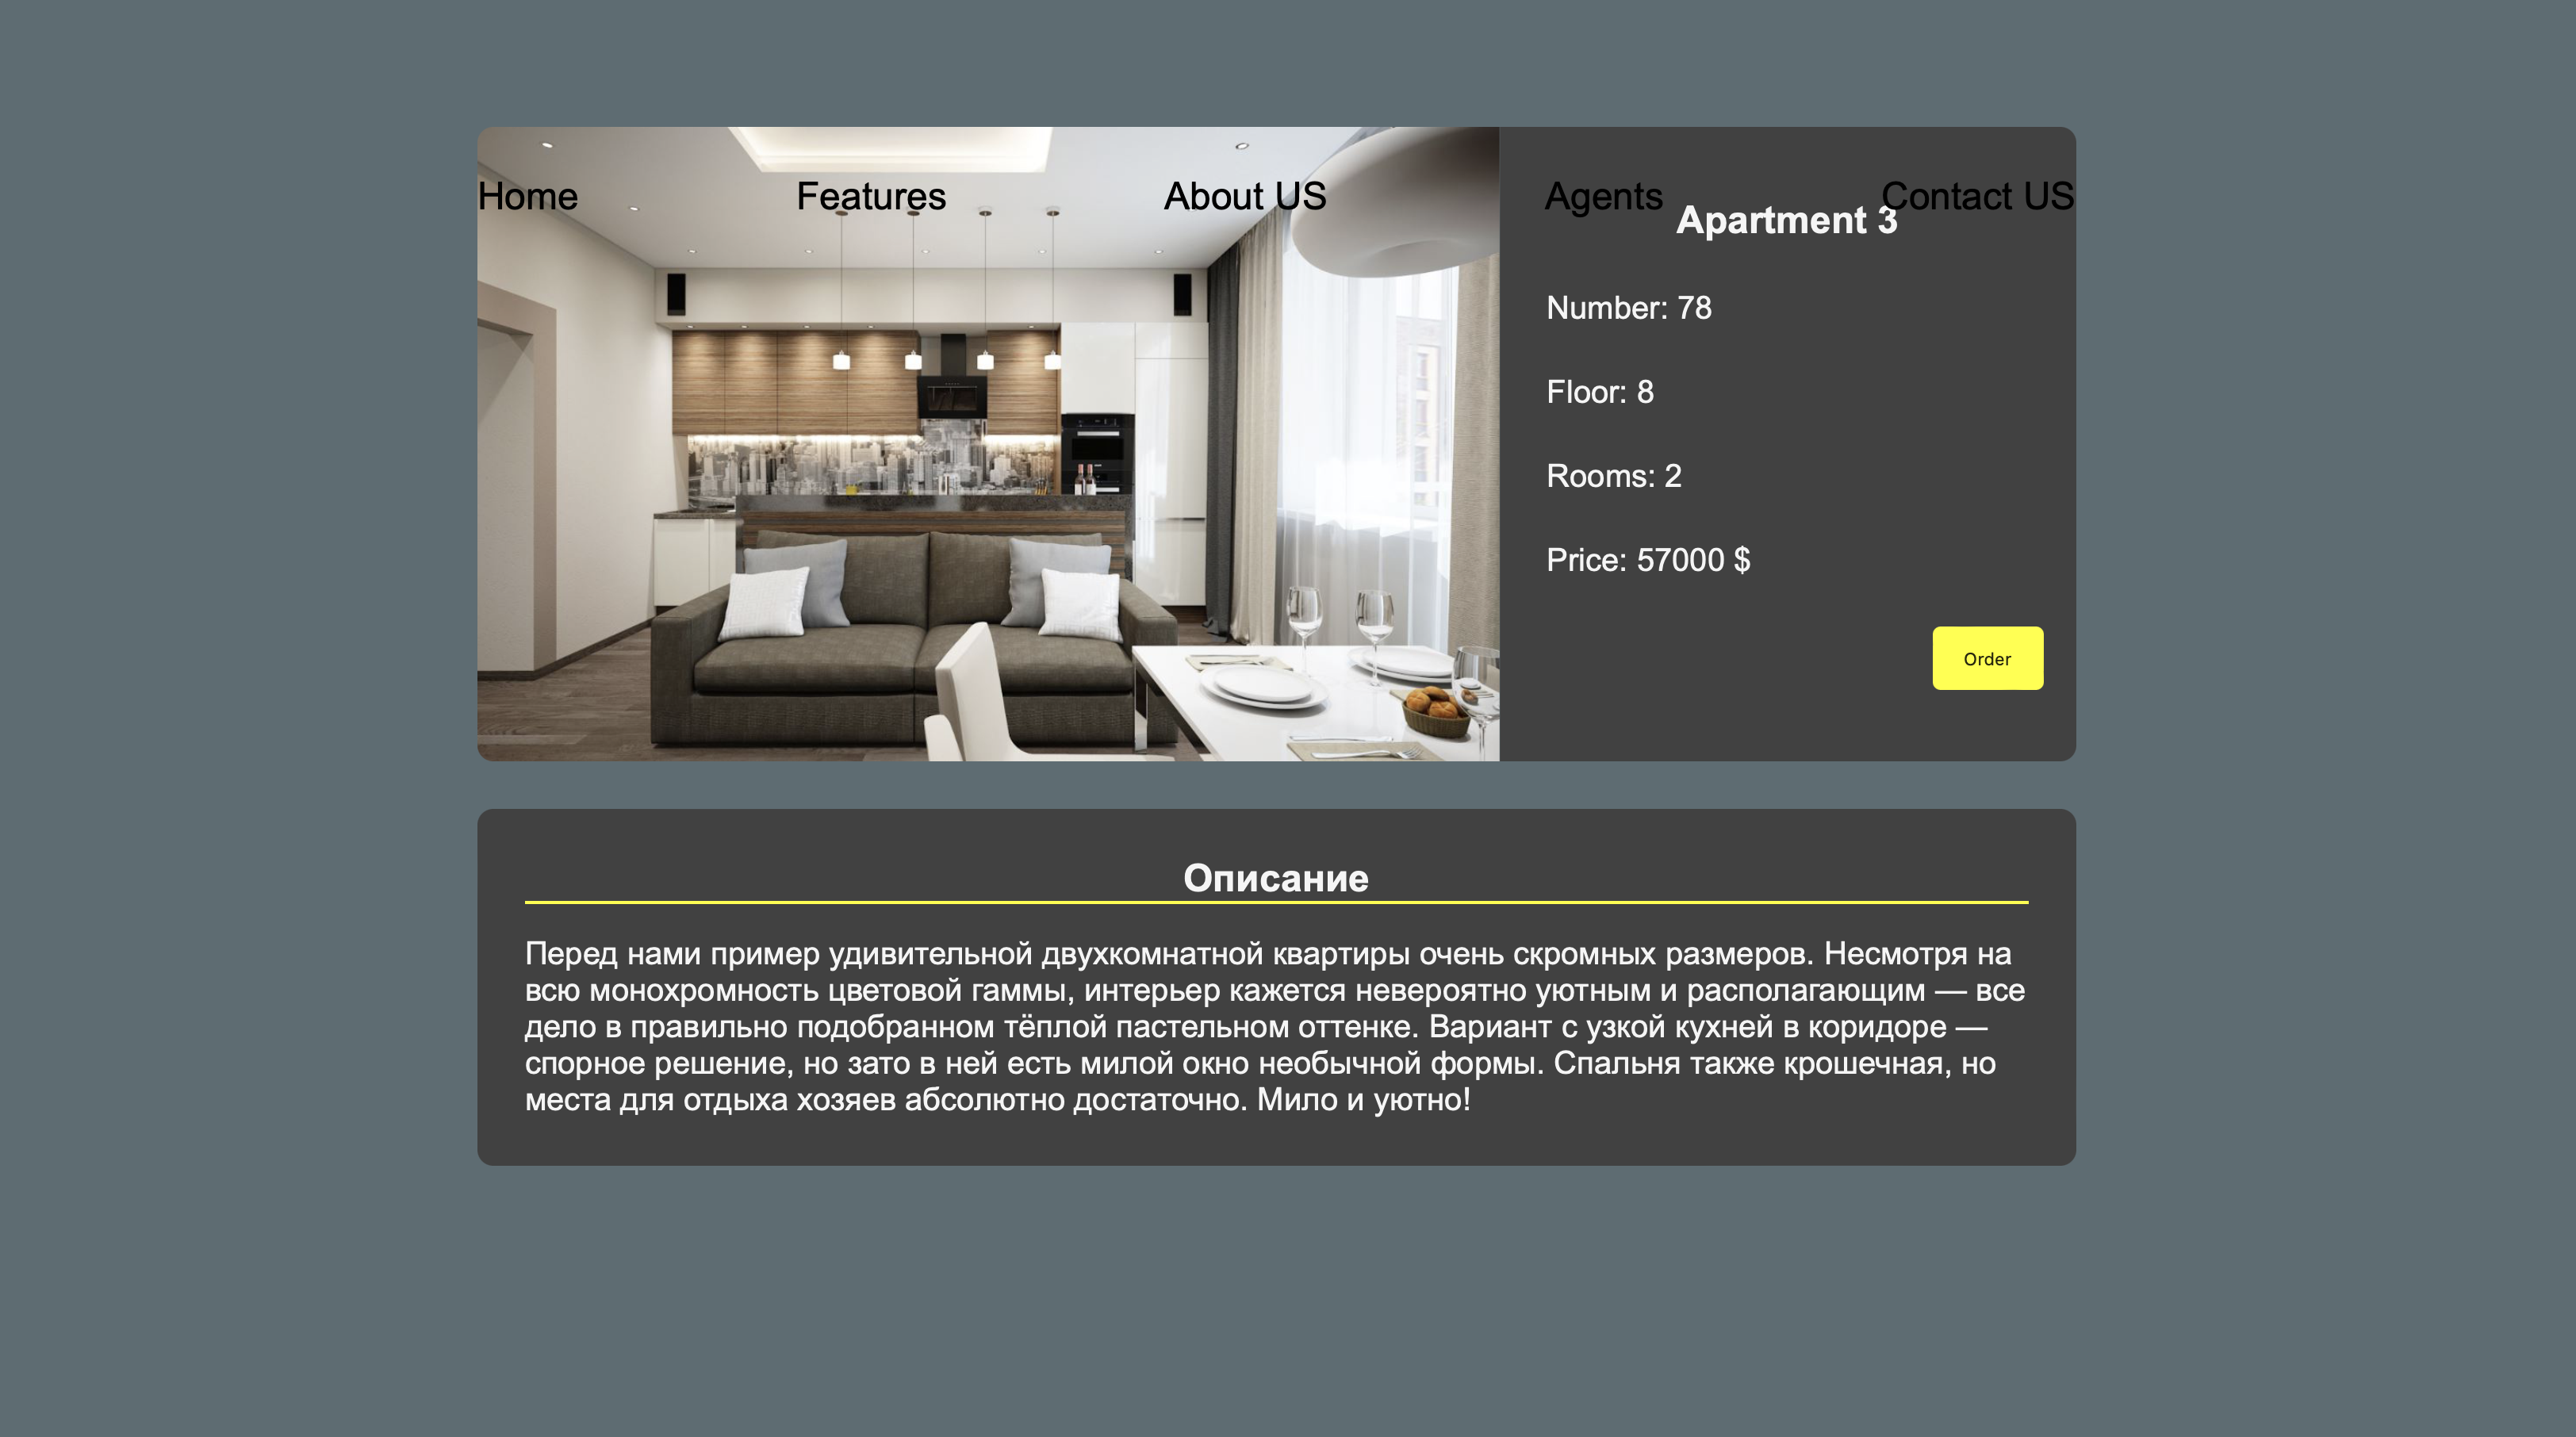 Home Features About US Agents Contact US
Apartment 3
Number: 78
Floor: 8
Rooms: 2
Price: 57000 $
Order
Описание
Перед нами пример удивительной двухкомнатной квартиры очень скромных размеров. Несмотря на
всю монохромность цветовой гаммы, интерьер кажется невероятно уютным и располагающим — все
дело в правильно подобранном тёплой пастельном оттенке. Вариант с узкой кухней в коридоре —
спорное решение, но зато в ней есть милой окно необычной формы. Спальня также крошечная, но
места для отдыха хозяев абсолютно достаточно. Мило и уютно!